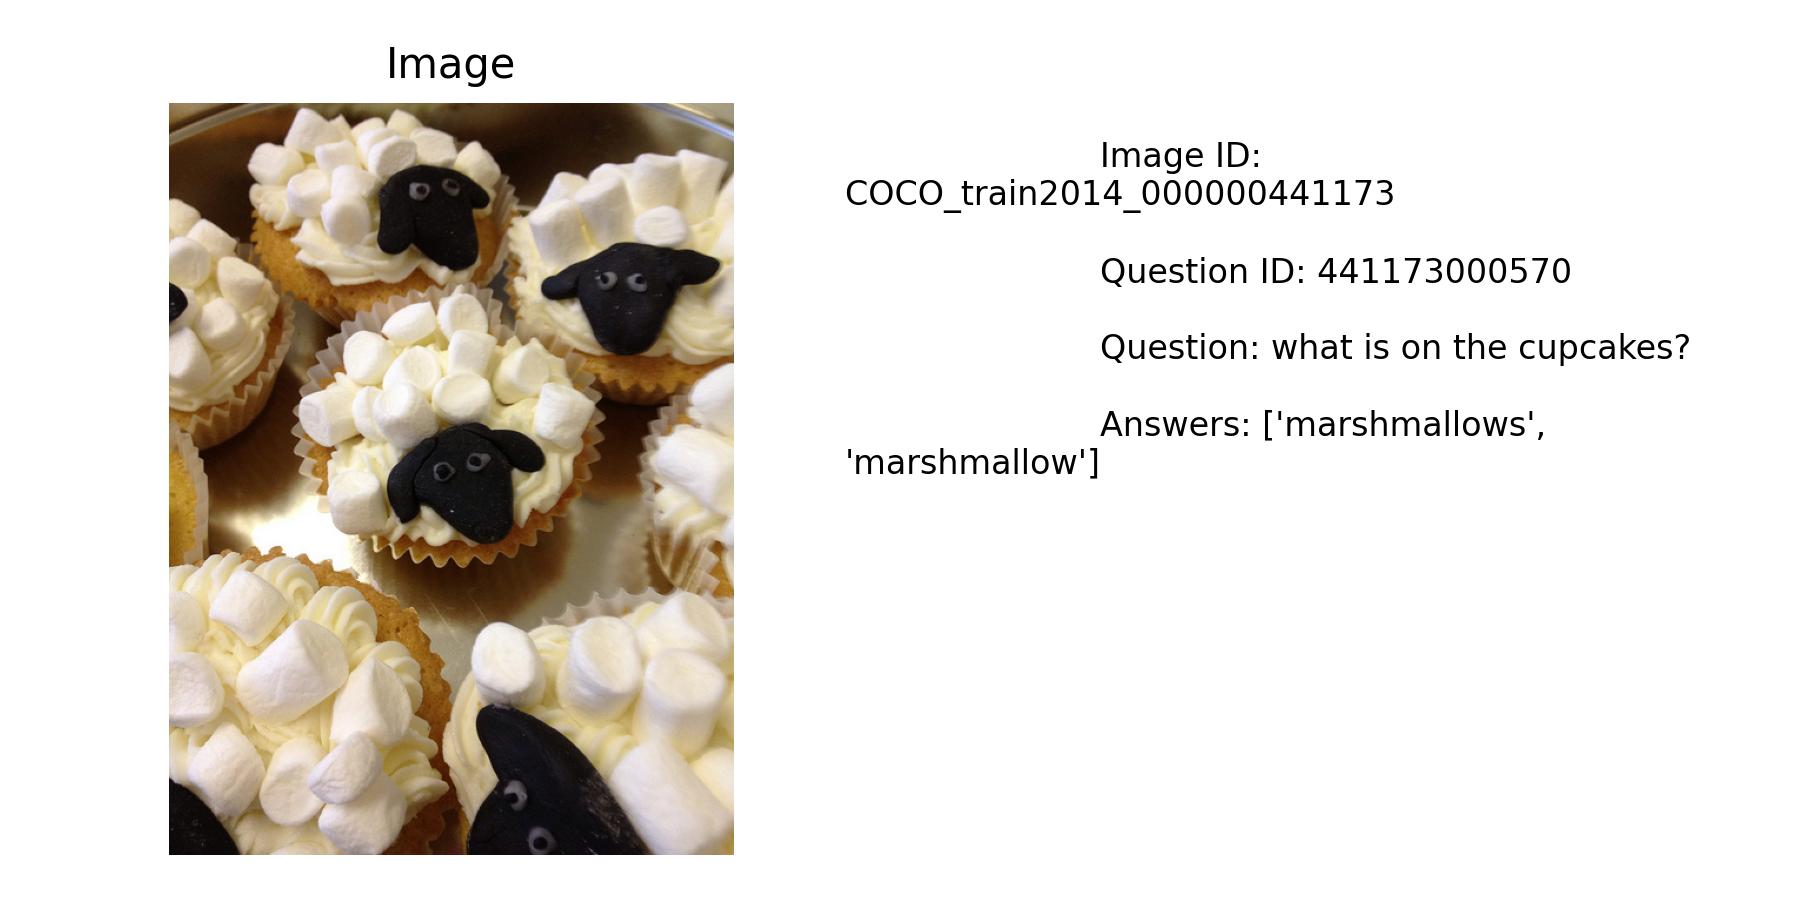 Image
Image ID:
COCO_train2014_000000441173
Question ID: 441173000570
Question: what is on the cupcakes?
Answers: ['marshmallows',
'marshmallow']